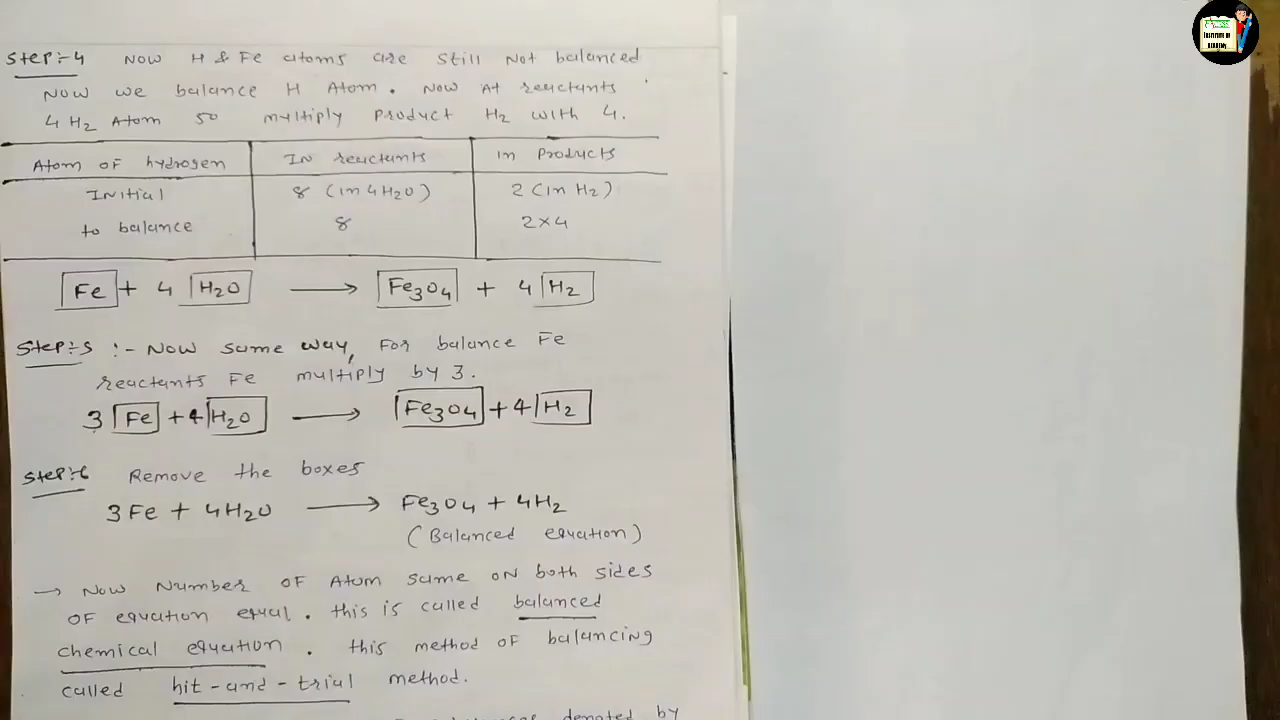 Step:-4 Now H & Fe atoms are still Not balanced
Now we balance H Atom. Now At reactants
4 H2 Atom so multiply Product H2 with 4.
Atom of hydrogen In reactants In Products
Initial 8 (in 4H2O) 2 (in H2)
to balance 8 2×4
Fe + 4 H2O ⟶ Fe3O4 + 4 H2
Step:-5 :- Now same way, For balance Fe
reactants Fe multiply by 3.
3 Fe + 4 H2O ⟶ Fe3O4 + 4 H2
Step:-6 Remove the boxes
3Fe + 4H2O ⟶ Fe3O4 + 4H2
(Balanced equation)
→ Now Number of Atom same on both sides
of equation equal. this is called balanced
chemical equation. this method of balancing
called hit-and-trial method.
denoted by